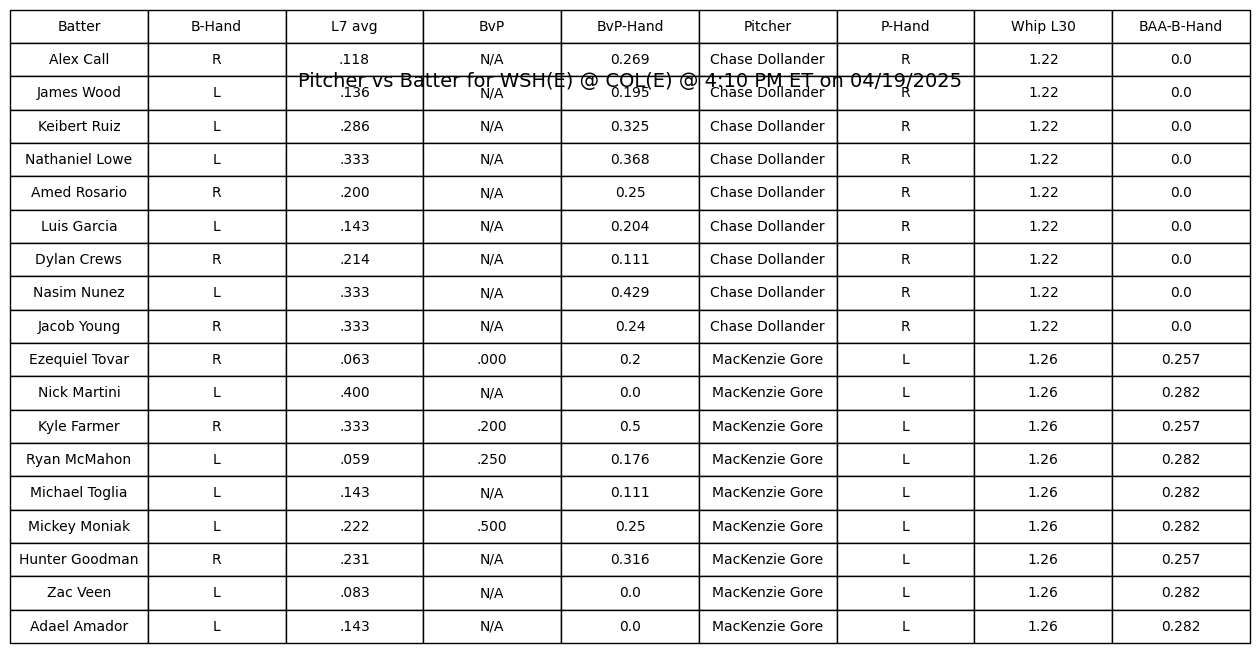 Batter B-Hand L7 avg BvP BvP-Hand Pitcher P-Hand Whip L30 BAA-B-Hand
Alex Call R .118 N/A 0.269 Chase Dollander R 1.22 0.0
Pitcher vs Batter for WSH(E) @ COL(E) @ 4:10 PM ET on 04/19/2025
James Wood L .136 N/A 0.195 Chase Dollander R 1.22 0.0
Keibert Ruiz L .286 N/A 0.325 Chase Dollander R 1.22 0.0
Nathaniel Lowe L .333 N/A 0.368 Chase Dollander R 1.22 0.0
Amed Rosario R .200 N/A 0.25 Chase Dollander R 1.22 0.0
Luis Garcia L .143 N/A 0.204 Chase Dollander R 1.22 0.0
Dylan Crews R .214 N/A 0.111 Chase Dollander R 1.22 0.0
Nasim Nunez L .333 N/A 0.429 Chase Dollander R 1.22 0.0
Jacob Young R .333 N/A 0.24 Chase Dollander R 1.22 0.0
Ezequiel Tovar R .063 .000 0.2 MacKenzie Gore L 1.26 0.257
Nick Martini L .400 N/A 0.0 MacKenzie Gore L 1.26 0.282
Kyle Farmer R .333 .200 0.5 MacKenzie Gore L 1.26 0.257
Ryan McMahon L .059 .250 0.176 MacKenzie Gore L 1.26 0.282
Michael Toglia L .143 N/A 0.111 MacKenzie Gore L 1.26 0.282
Mickey Moniak L .222 .500 0.25 MacKenzie Gore L 1.26 0.282
Hunter Goodman R .231 N/A 0.316 MacKenzie Gore L 1.26 0.257
Zac Veen L .083 N/A 0.0 MacKenzie Gore L 1.26 0.282
Adael Amador L .143 N/A 0.0 MacKenzie Gore L 1.26 0.282